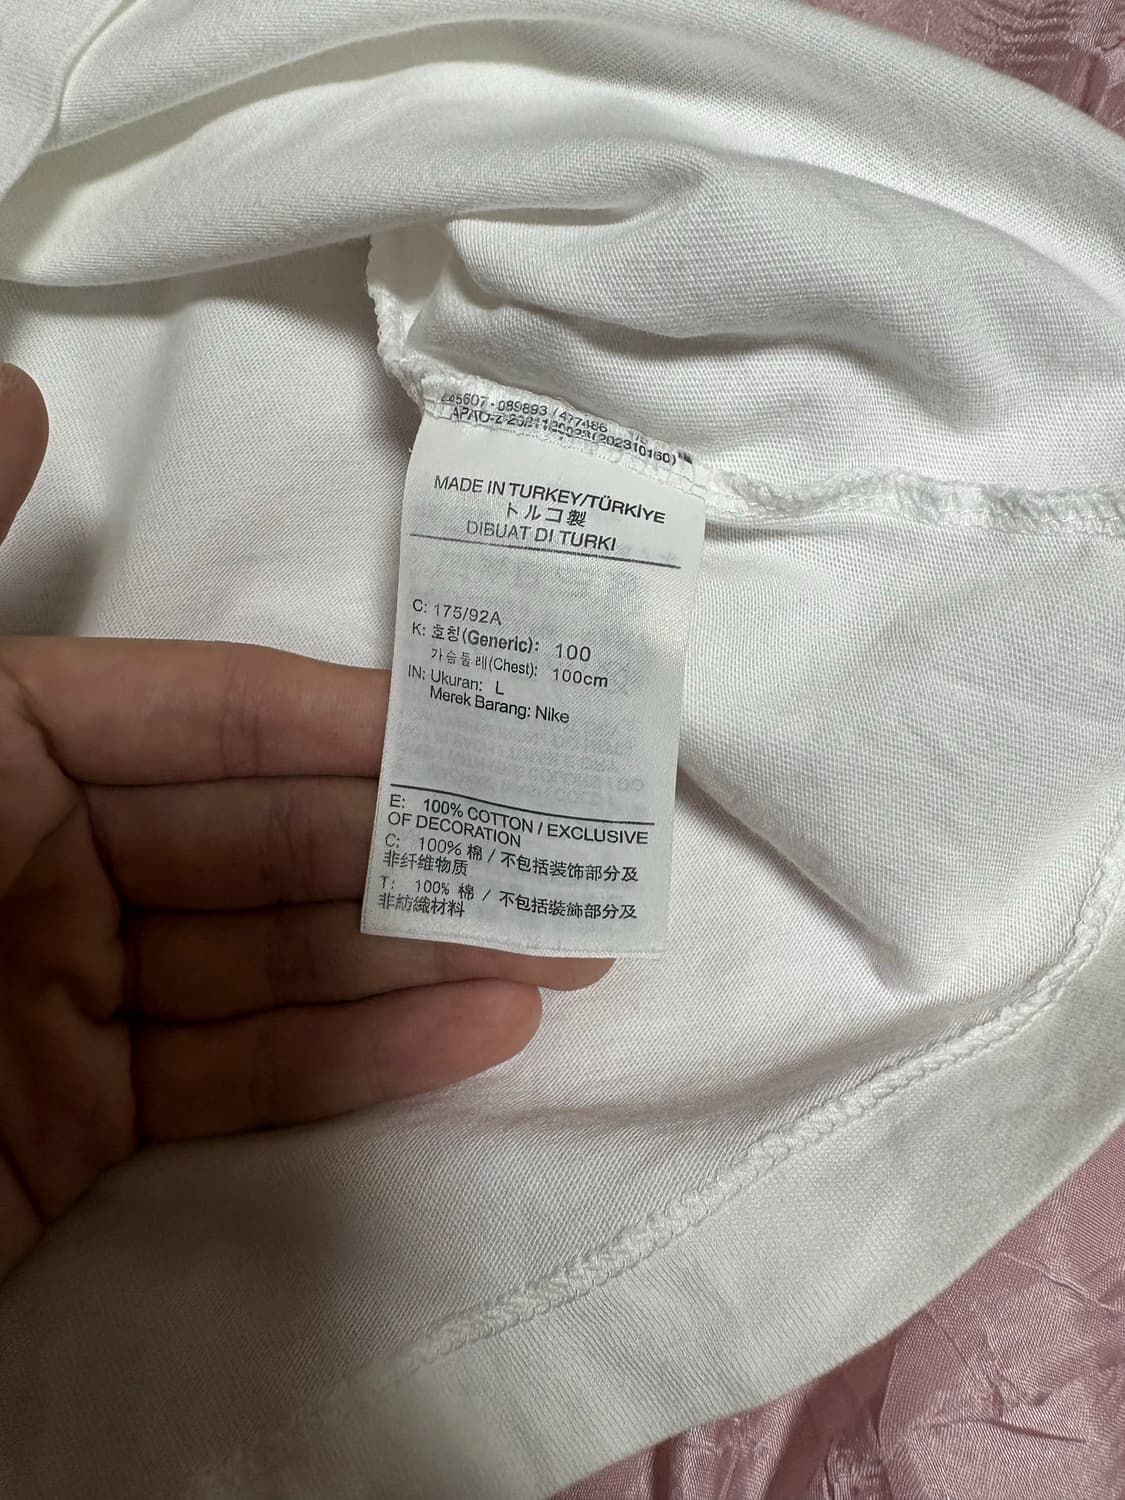 MADE IN TURKEY/TÜRKİYE
トルコ製
DIBUAT DI TURKI
C: 175/92A
K: 호칭(Generic): 100
가슴둘레(Chest): 100cm
IN: Ukuran: L
Merek Barang: Nike
E: 100% COTTON / EXCLUSIVE
OF DECORATION
C: 100% 棉 / 不包括装饰部分及
非纤维物质
T: 100% 棉 / 不包括裝飾部分及
非紡織材料